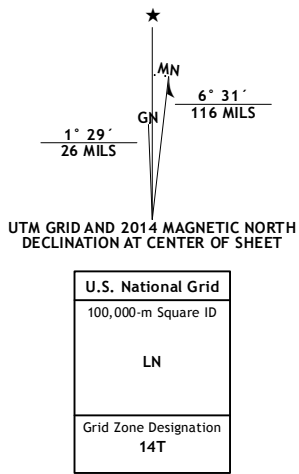 MN
GN
6° 31´
116 MILS
1° 29´
26 MILS
UTM GRID AND 2014 MAGNETIC NORTH
DECLINATION AT CENTER OF SHEET
U.S. National Grid
100,000-m Square ID
LN
Grid Zone Designation
14T